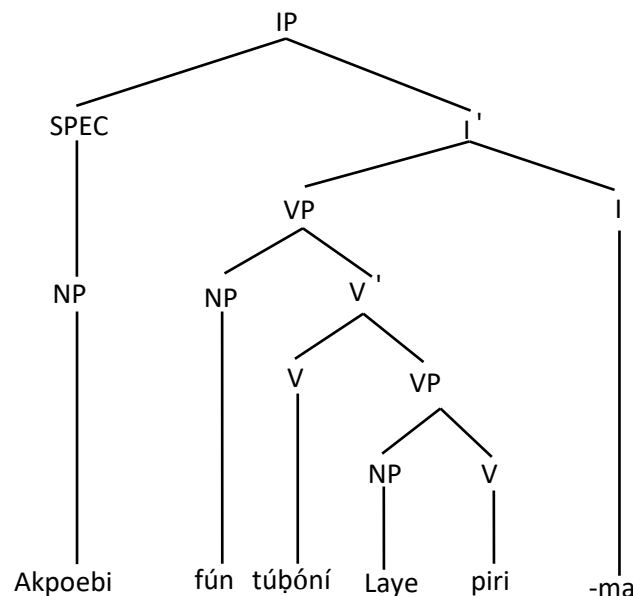 IP
SPEC I '
VP I
NP NP V '
V VP
NP V
Akpoebi fún túḅóní Laye piri -ma